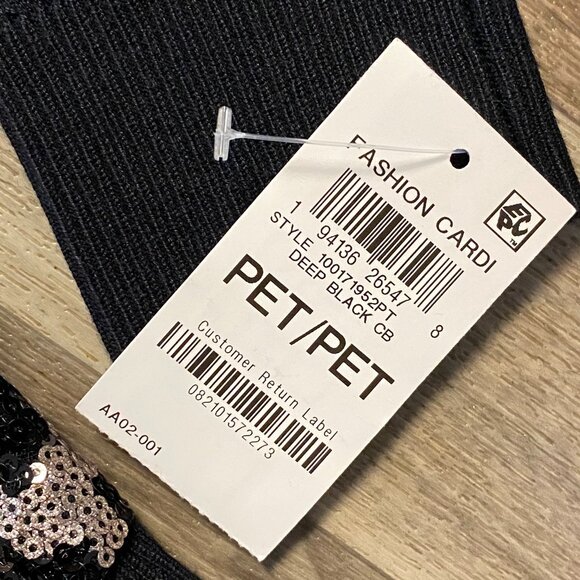 FASHION CARDI
1 94136 26547 8
STYLE 100171952PT
DEEP BLACK CB
PET/PET
Customer Return Label
082101572273
AA02-001